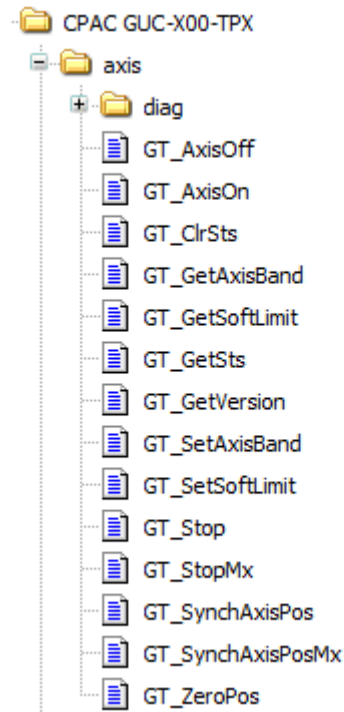 CPAC GUC-X00-TPX
axis
diag
GT_AxisOff
GT_AxisOn
GT_ClrSts
GT_GetAxisBand
GT_GetSoftLimit
GT_GetSts
GT_GetVersion
GT_SetAxisBand
GT_SetSoftLimit
GT_Stop
GT_StopMx
GT_SynchAxisPos
GT_SynchAxisPosMx
GT_ZeroPos